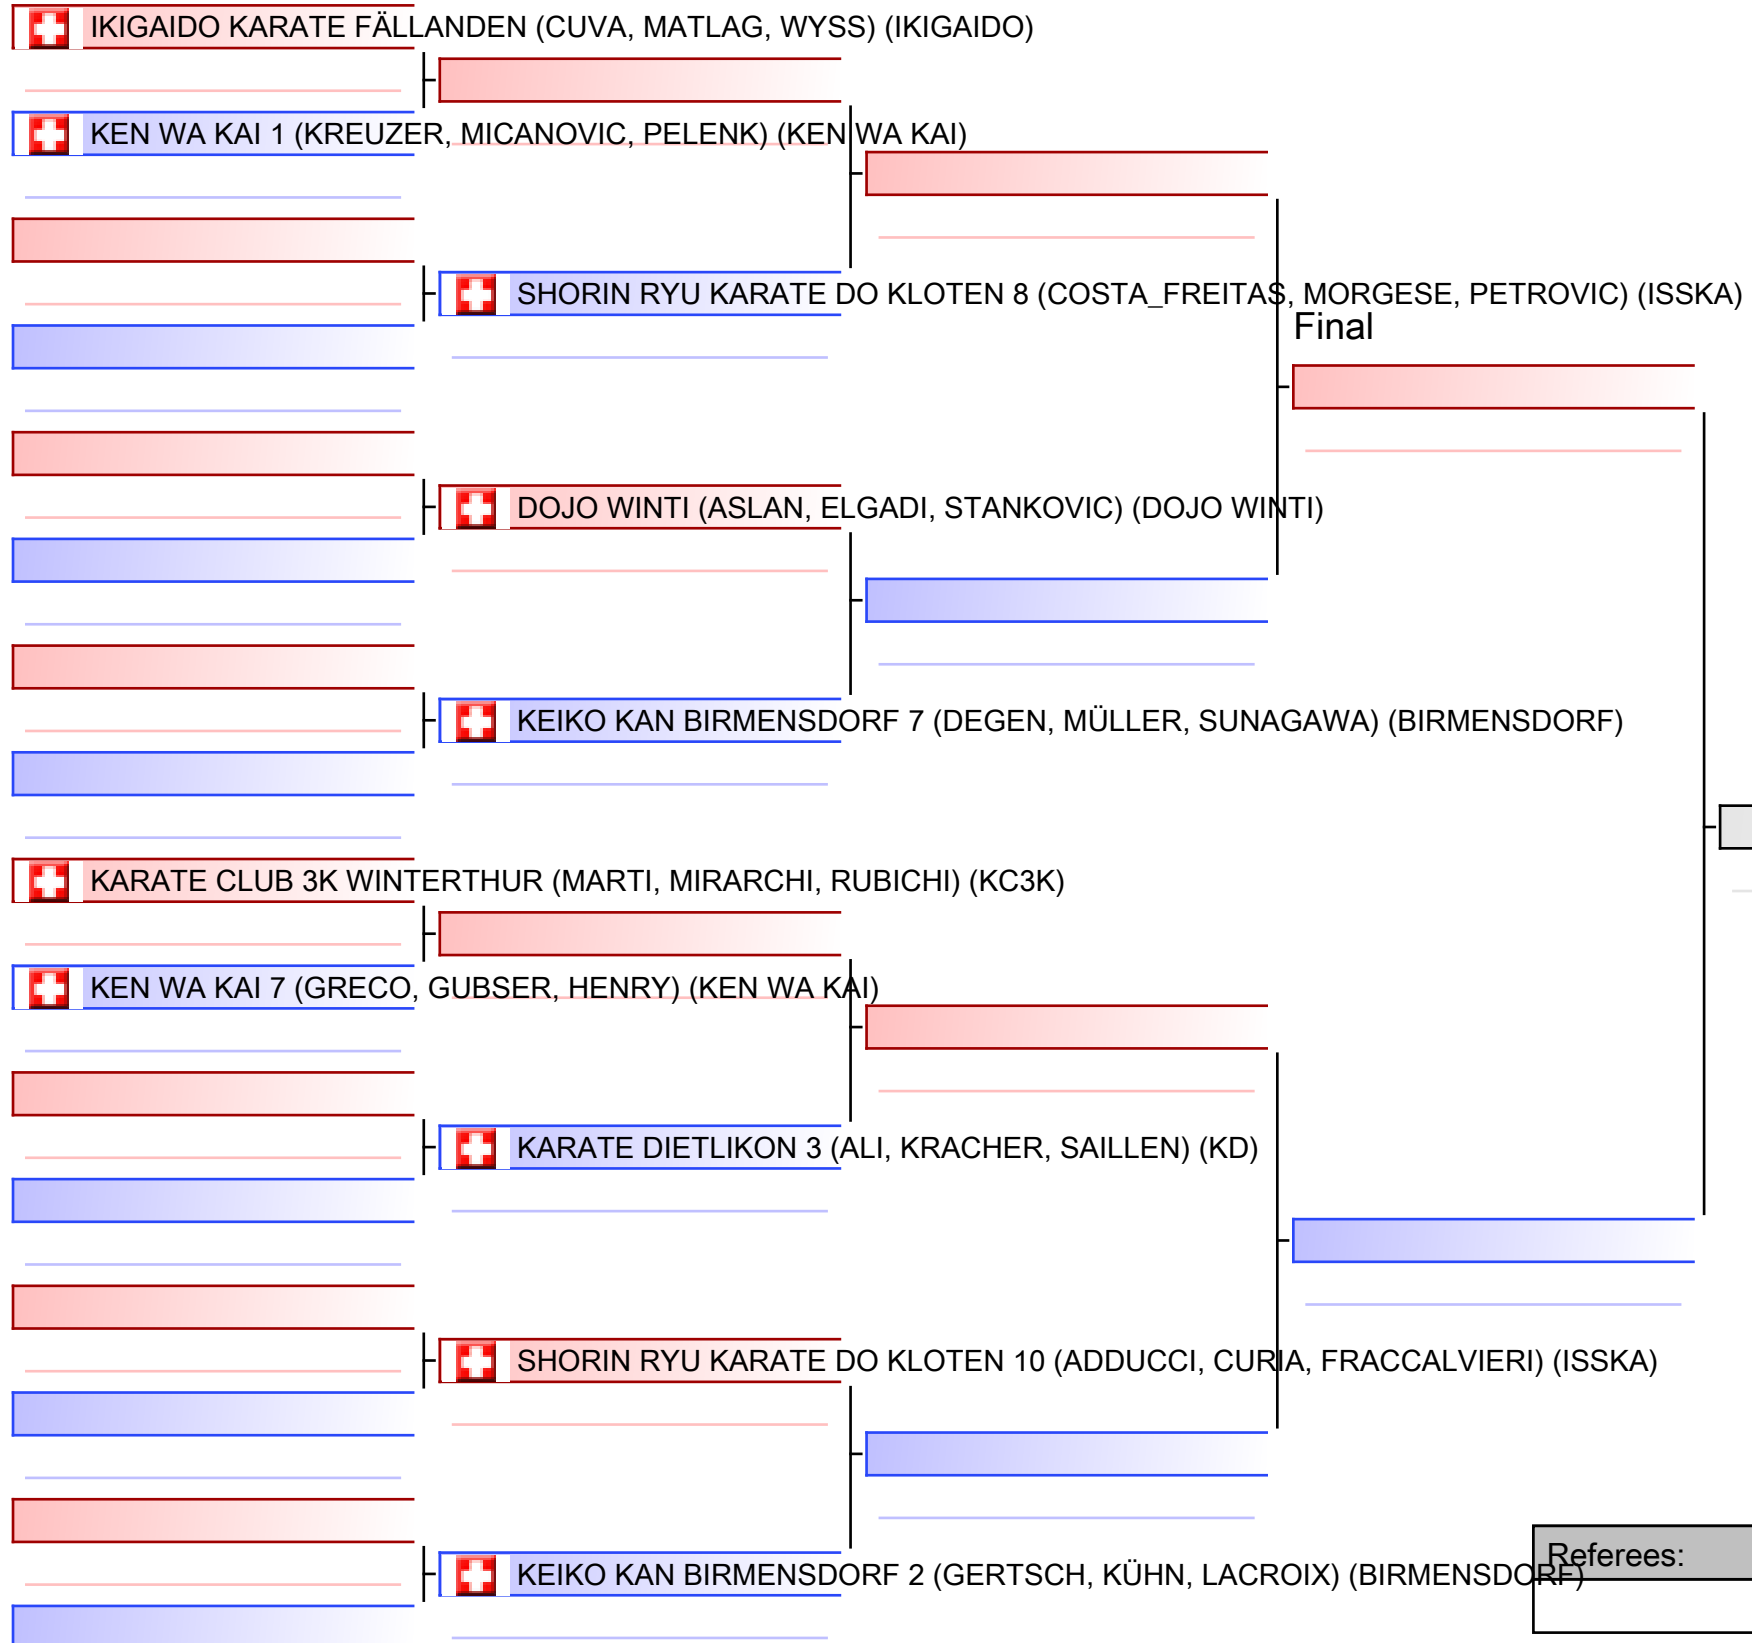 IKIGAIDO KARATE FÄLLANDEN (CUVA, MATLAG, WYSS) (IKIGAIDO)
KEN WA KAI 1 (KREUZER, MICANOVIC, PELENK) (KEN WA KAI)
SHORIN RYU KARATE DO KLOTEN 8 (COSTA_FREITAS, MORGESE, PETROVIC) (ISSKA)
Final
DOJO WINTI (ASLAN, ELGADI, STANKOVIC) (DOJO WINTI)
KEIKO KAN BIRMENSDORF 7 (DEGEN, MÜLLER, SUNAGAWA) (BIRMENSDORF)
KARATE CLUB 3K WINTERTHUR (MARTI, MIRARCHI, RUBICHI) (KC3K)
KEN WA KAI 7 (GRECO, GUBSER, HENRY) (KEN WA KAI)
KARATE DIETLIKON 3 (ALI, KRACHER, SAILLEN) (KD)
SHORIN RYU KARATE DO KLOTEN 10 (ADDUCCI, CURIA, FRACCALVIERI) (ISSKA)
Referees:
KEIKO KAN BIRMENSDORF 2 (GERTSCH, KÜHN, LACROIX) (BIRMENSDORF)